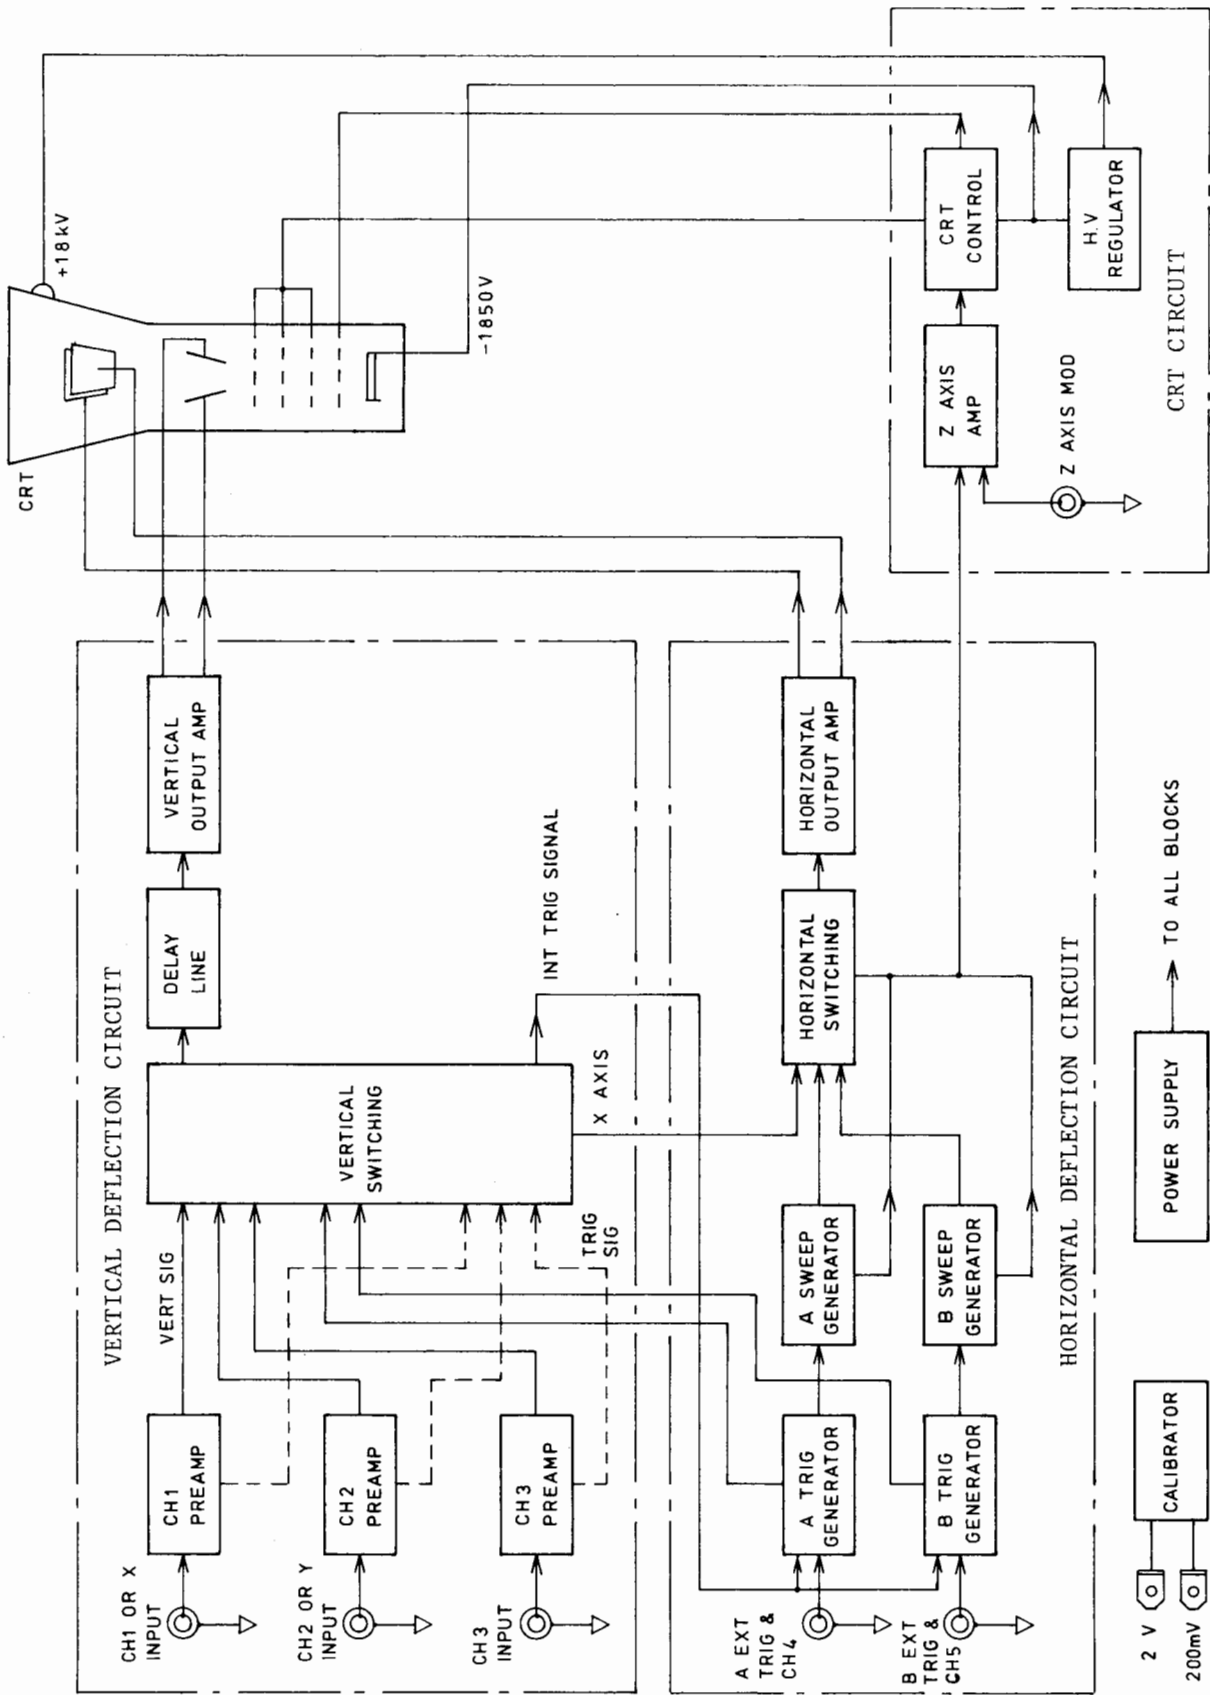 CRT
+18kV
-1850V
VERTICAL DEFLECTION CIRCUIT
CH1 OR X
INPUT
CH1
PREAMP
VERT SIG
CH2 OR Y
INPUT
CH2
PREAMP
CH3
INPUT
CH3
PREAMP
TRIG
SIG
VERTICAL
SWITCHING
DELAY
LINE
VERTICAL
OUTPUT AMP
INT TRIG SIGNAL
X AXIS
A EXT
TRIG &
CH4
A TRIG
GENERATOR
A SWEEP
GENERATOR
HORIZONTAL
SWITCHING
HORIZONTAL
OUTPUT AMP
B EXT
TRIG &
CH5
B TRIG
GENERATOR
B SWEEP
GENERATOR
HORIZONTAL DEFLECTION CIRCUIT
Z AXIS
AMP
CRT
CONTROL
Z AXIS MOD
H.V
REGULATOR
CRT CIRCUIT
2 V
200mV
CALIBRATOR
POWER SUPPLY
TO ALL BLOCKS